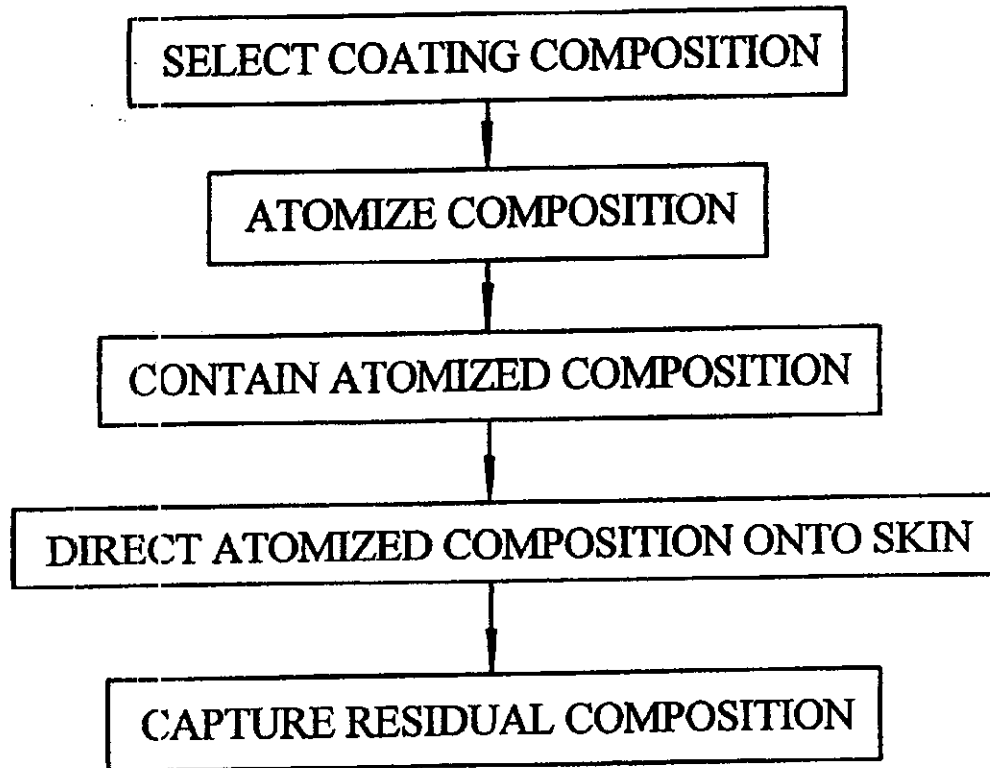 SELECT COATING COMPOSITION
ATOMIZE COMPOSITION
CONTAIN ATOMIZED COMPOSITION
DIRECT ATOMIZED COMPOSITION ONTO SKIN
CAPTURE RESIDUAL COMPOSITION